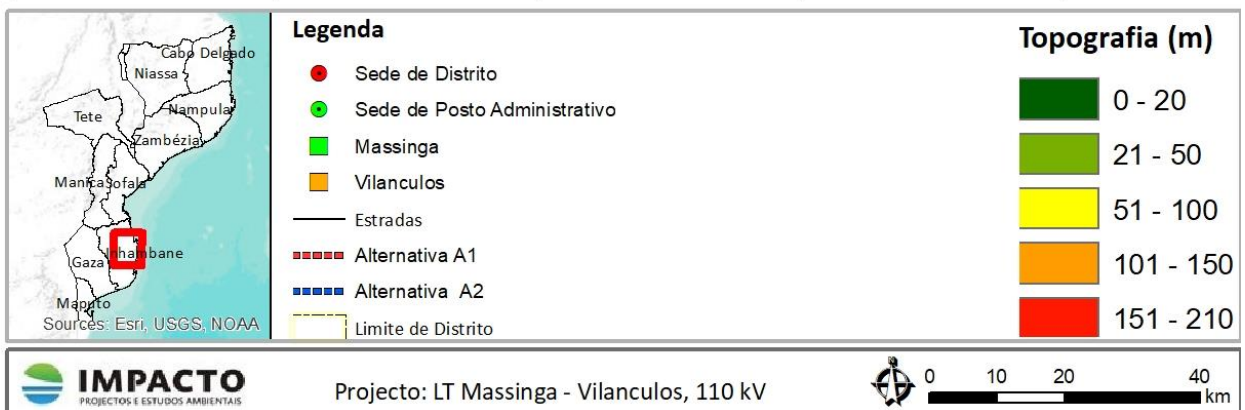 Cabo Delgado
Niassa
Nampula
Tete
Zambézia
Manica
Sofala
Inhambane
Gaza
Maputo
Sources: Esri, USGS, NOAA
Legenda
Sede de Distrito
Sede de Posto Administrativo
Massinga
Vilanculos
Estradas
Alternativa A1
Alternativa A2
Limite de Distrito
Topografia (m)
0 - 20
21 - 50
51 - 100
101 - 150
151 - 210
IMPACTO
PROJECTOS E ESTUDOS AMBIENTAIS
Projecto: LT Massinga - Vilanculos, 110 kV
0 10 20 40
km